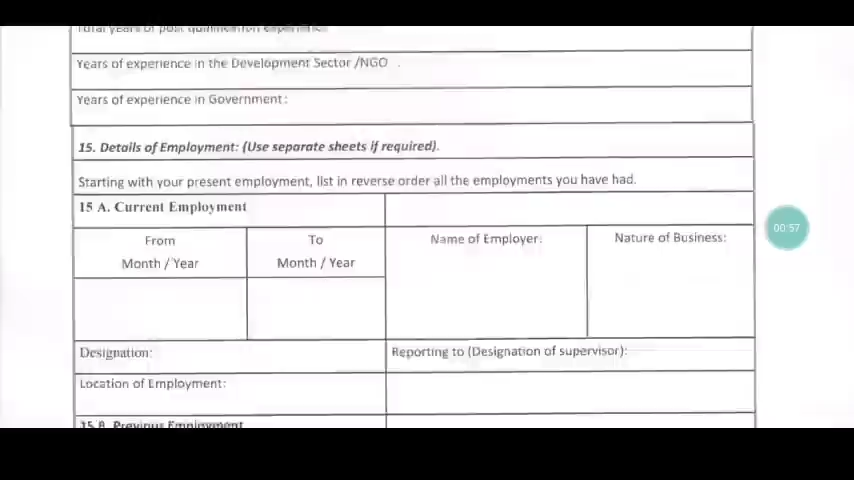 Total years of post qualification experience:
Years of experience in the Development Sector /NGO .
Years of experience in Government:
15. Details of Employment: (Use separate sheets if required).
Starting with your present employment, list in reverse order all the employments you have had.
15 A. Current Employment
From
Month / Year
To
Month / Year
Name of Employer:
Nature of Business:
00:57
Designation:
Reporting to (Designation of supervisor):
Location of Employment:
15 B. Previous Employment